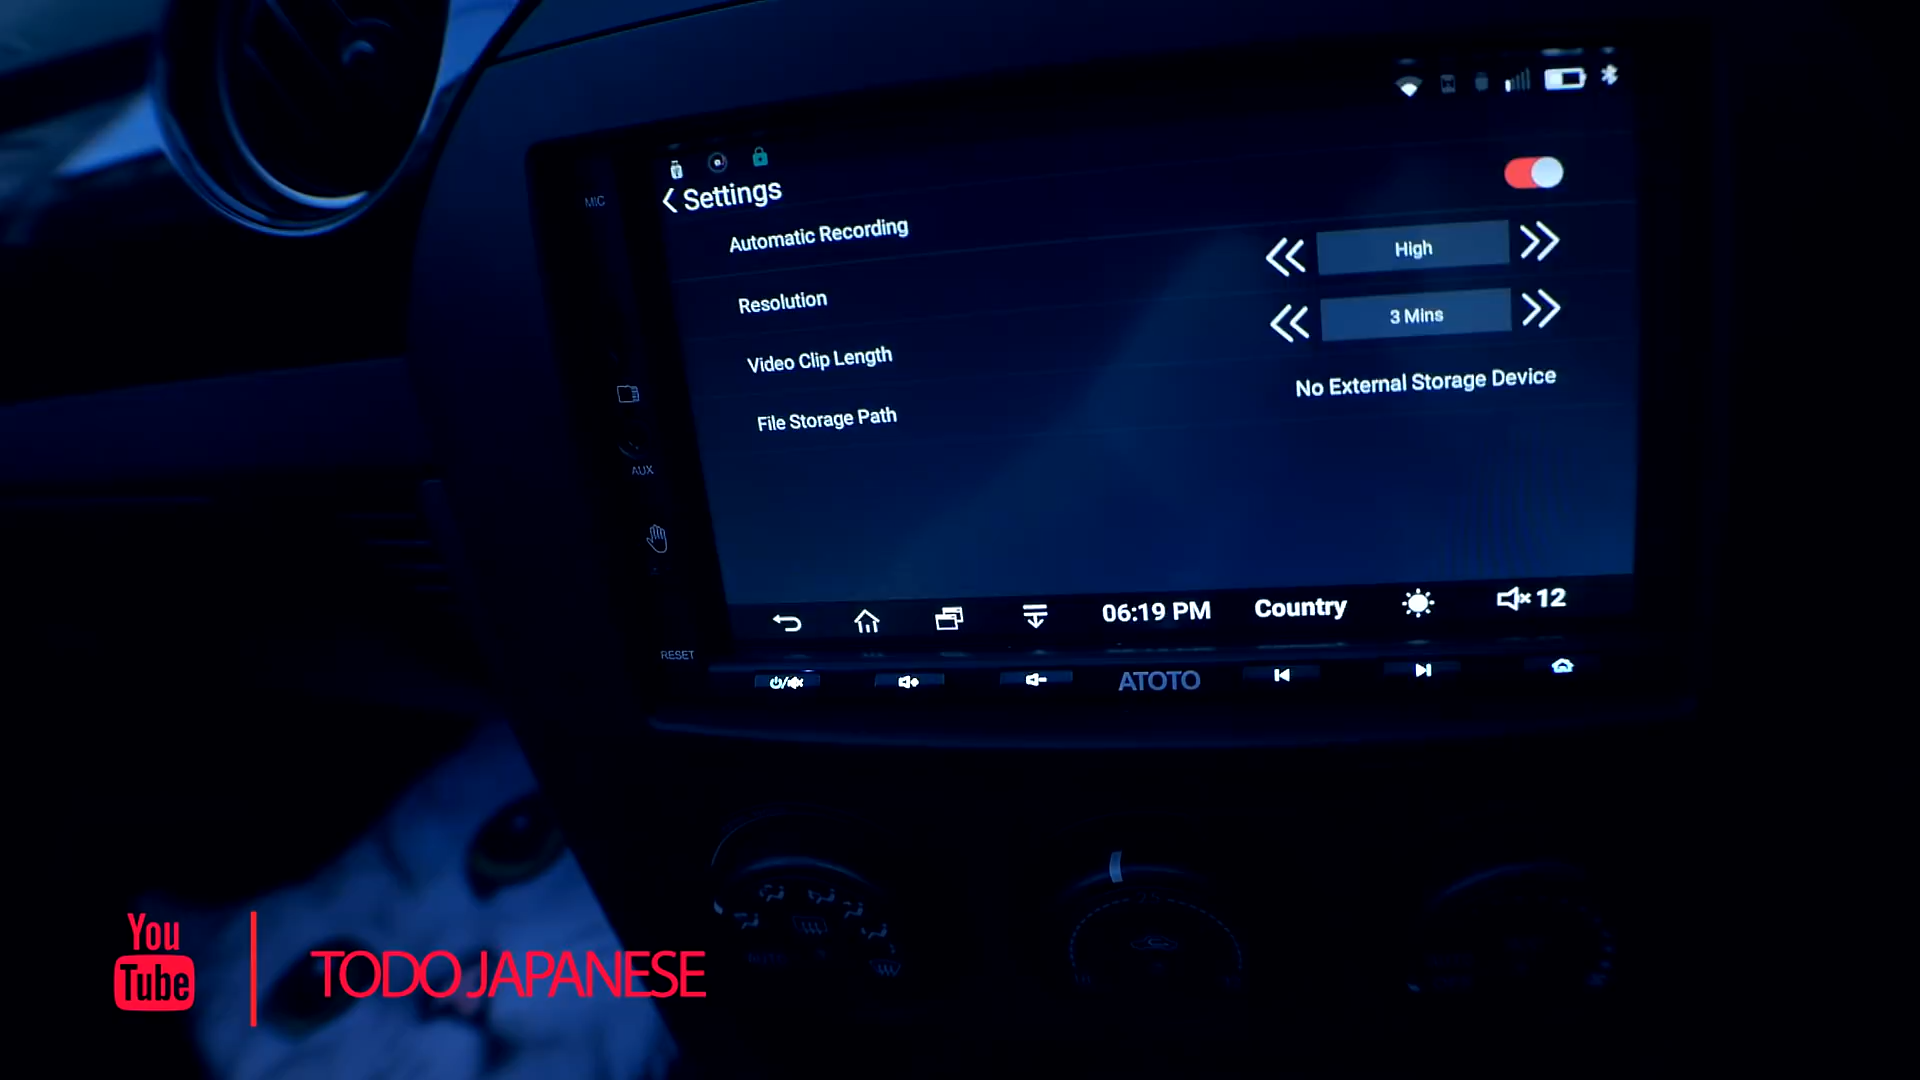 MIC
Settings
Automatic Recording
High
Resolution
3 Mins
Video Clip Length
No External Storage Device
File Storage Path
AUX
06:19 PM
Country
12
RESET
ATOTO
You
Tube
TODO JAPANESE